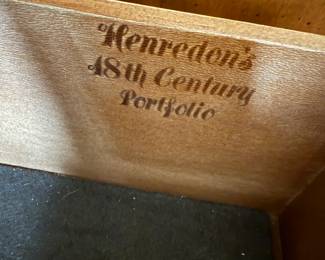 Henredon's
18th Century
Portfolio